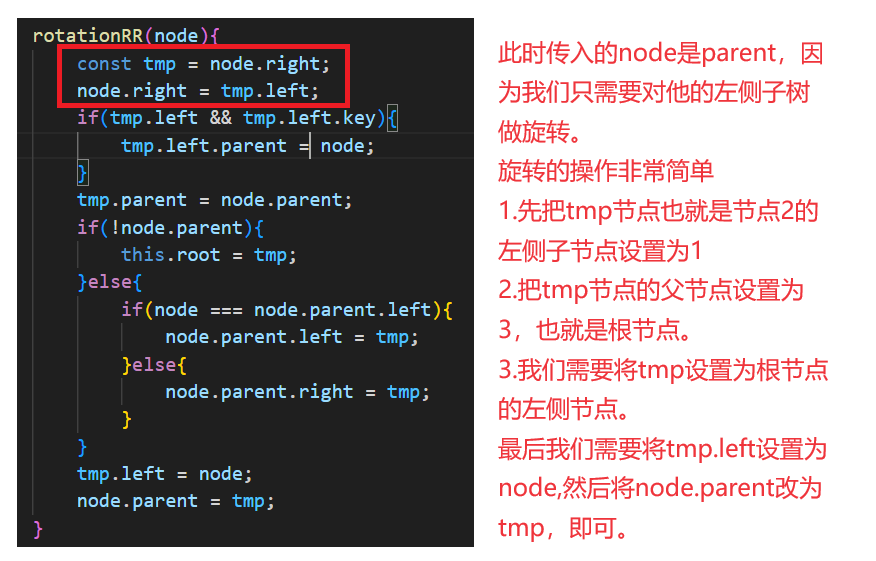 rotationRR(node){
const tmp = node.right;
node.right = tmp.left;
if(tmp.left && tmp.left.key){
tmp.left.parent = node;
}
tmp.parent = node.parent;
if(!node.parent){
this.root = tmp;
}else{
if(node === node.parent.left){
node.parent.left = tmp;
}else{
node.parent.right = tmp;
}
}
tmp.left = node;
node.parent = tmp;
}
此时传入的node是parent，因
为我们只需要对他的左侧子树
做旋转。
旋转的操作非常简单
1.先把tmp节点也就是节点2的
左侧子节点设置为1
2.把tmp节点的父节点设置为
3，也就是根节点。
3.我们需要将tmp设置为根节点
的左侧节点。
最后我们需要将tmp.left设置为
node,然后将node.parent改为
tmp，即可。